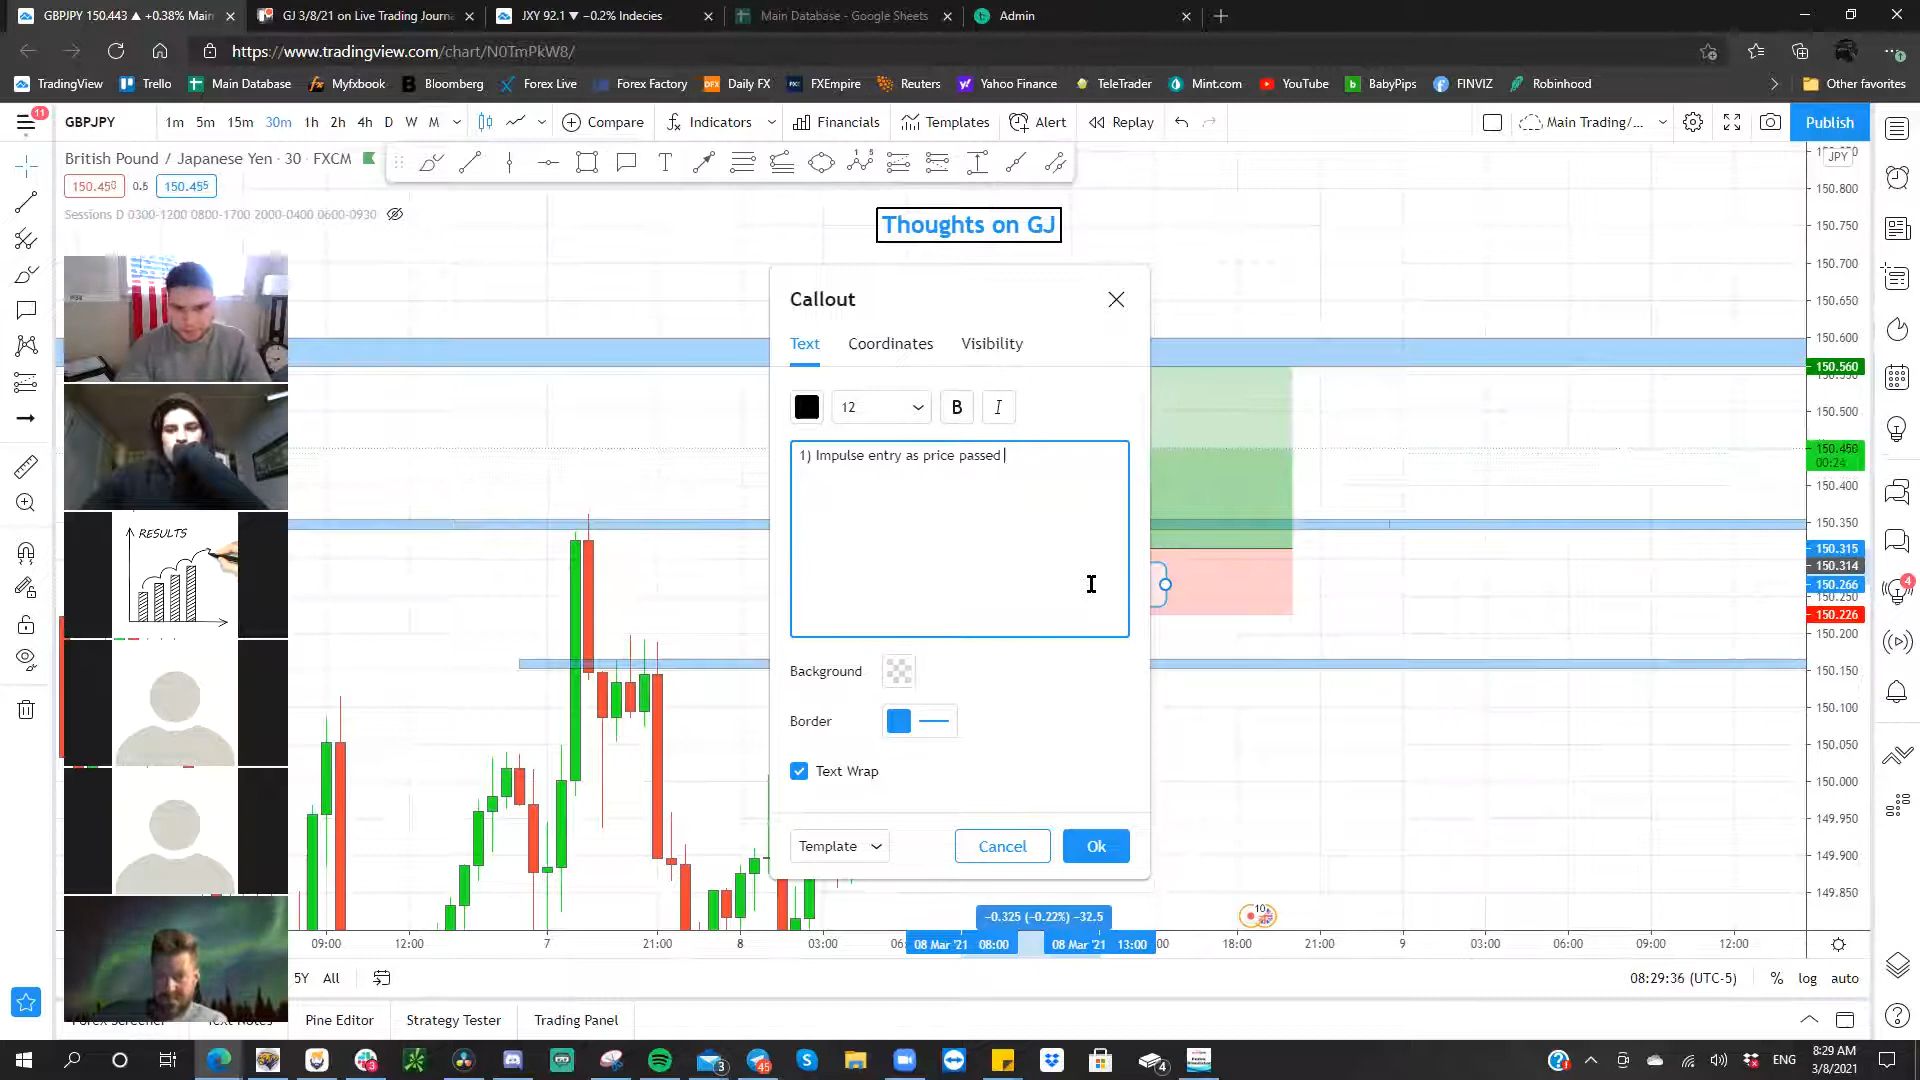 GBPJPY 150.443 ▲ +0.38% Main
GJ 3/8/21 on Live Trading Journa
JXY 92.1 ▼ −0.2% Indecies
Main Database - Google Sheets
Admin
https://www.tradingview.com/chart/N0TmPkW8/
TradingView
Trello
Main Database
Myfxbook
Bloomberg
Forex Live
Forex Factory
Daily FX
FXEmpire
Reuters
Yahoo Finance
TeleTrader
Mint.com
YouTube
BabyPips
FINVIZ
Robinhood
Other favorites
11
GBPJPY
1m 5m 15m 30m 1h 2h 4h D W M
Compare
Indicators
Financials
Templates
Alert
Replay
Main Trading/...
Publish
British Pound / Japanese Yen · 30 · FXCM
150.450 0.5 150.455
Sessions D 0300-1200 0800-1700 2000-0400 0600-0930
JPY
Thoughts on GJ
Callout
Text Coordinates Visibility
12 B I
1) Impulse entry as price passed
Background
Border
Text Wrap
Template
Cancel
Ok
RESULTS
150.800
150.750
150.700
150.650
150.600
150.560
150.500
150.450
00:24
150.400
150.350
150.315
150.314
150.266
150.250
150.226
150.200
150.150
150.100
150.050
150.000
149.950
149.900
149.850
4
−0.325 (−0.22%) −32.5
10
09:00 12:00 7 21:00 8 03:00 08 Mar '21 08:00 08 Mar '21 13:00 18:00 21:00 9 03:00 06:00 09:00 12:00
5Y All
08:29:36 (UTC-5)
% log auto
Pine Editor
Strategy Tester
Trading Panel
3
45
4
ENG
8:29 AM
3/8/2021